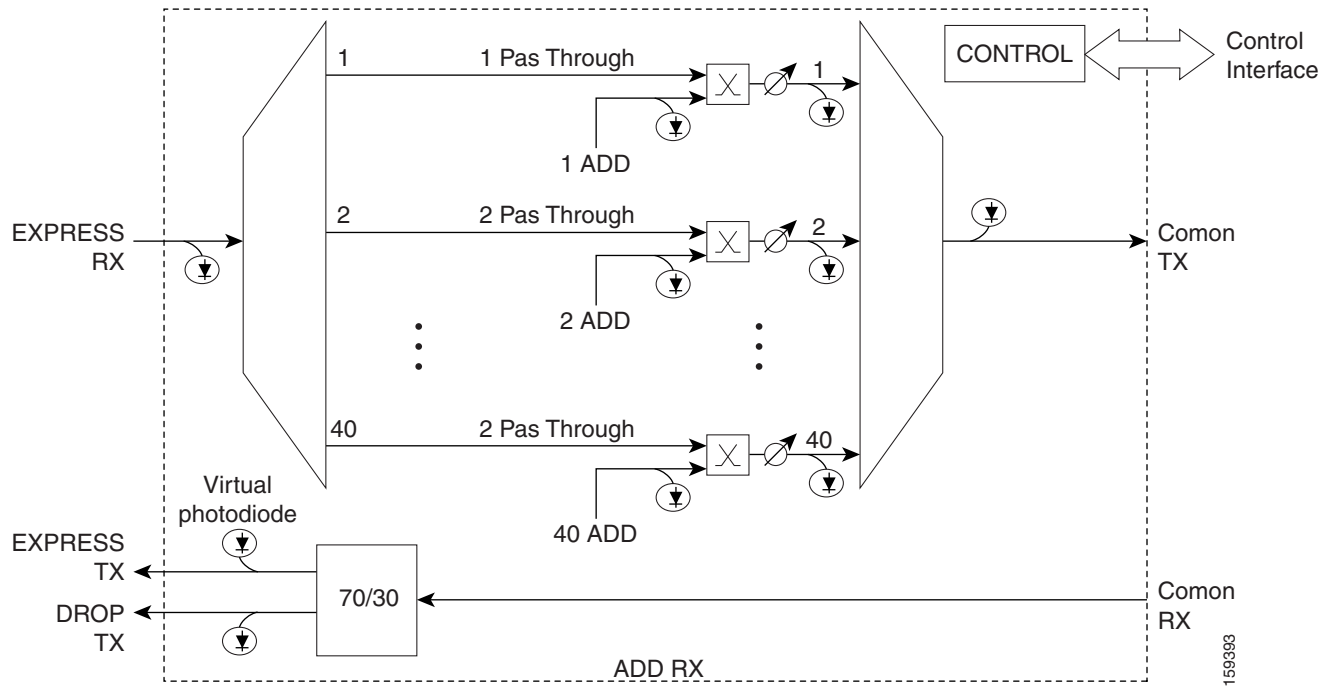 CONTROL
Control
Interface
1
1 Pas Through
1
1 ADD
EXPRESS
RX
2
2 Pas Through
2
2 ADD
Comon
TX
40
2 Pas Through
40
40 ADD
Virtual
photodiode
EXPRESS
TX
DROP
TX
70/30
Comon
RX
ADD RX
159393